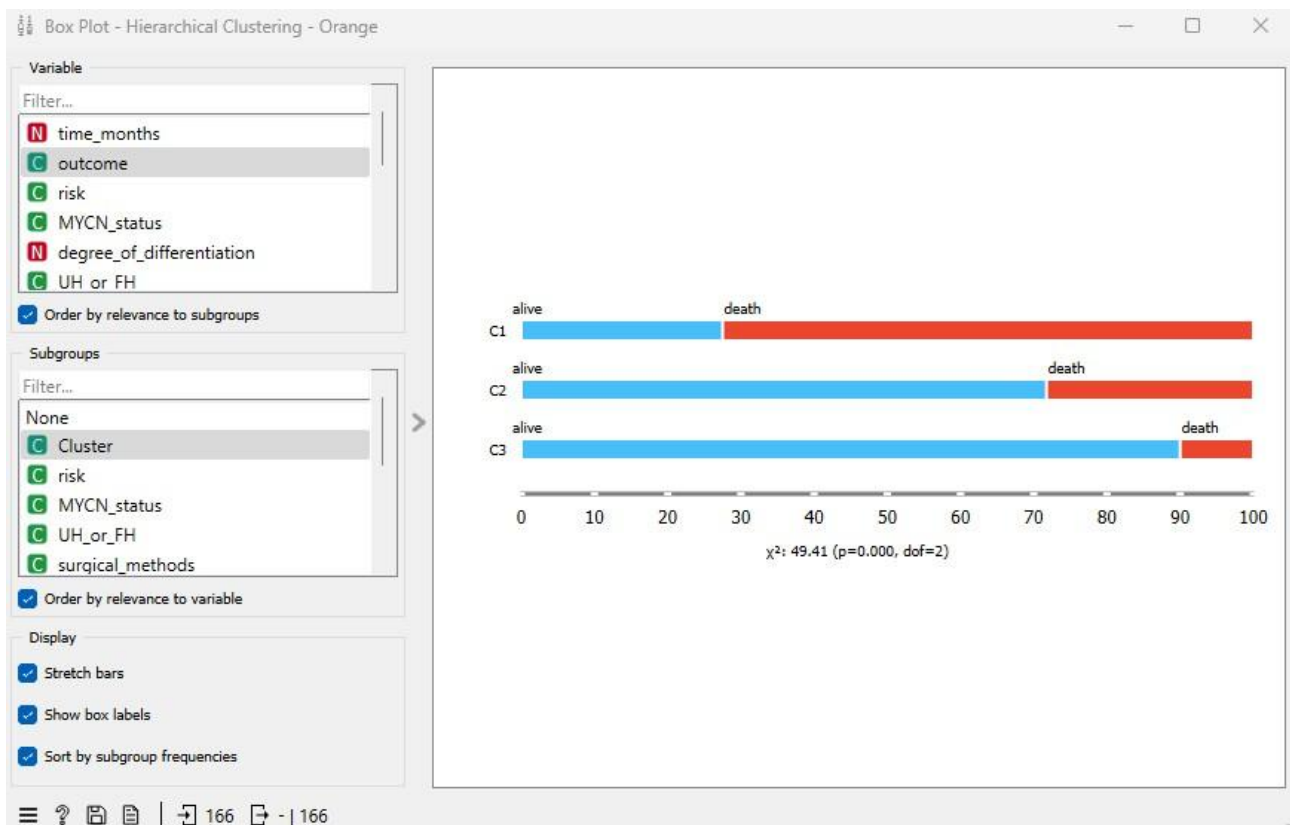 Box Plot - Hierarchical Clustering - Orange
Variable
Filter...
N time_months
C outcome
C risk
C MYCN_status
N degree_of_differentiation
C UH_or_FH
Order by relevance to subgroups
Subgroups
Filter...
None
C Cluster
C risk
C MYCN_status
C UH_or_FH
C surgical_methods
Order by relevance to variable
Display
Stretch bars
Show box labels
Sort by subgroup frequencies
? 166 - | 166
alive death
C1
alive death
C2
alive death
C3
0 10 20 30 40 50 60 70 80 90 100
χ²: 49.41 (p=0.000, dof=2)